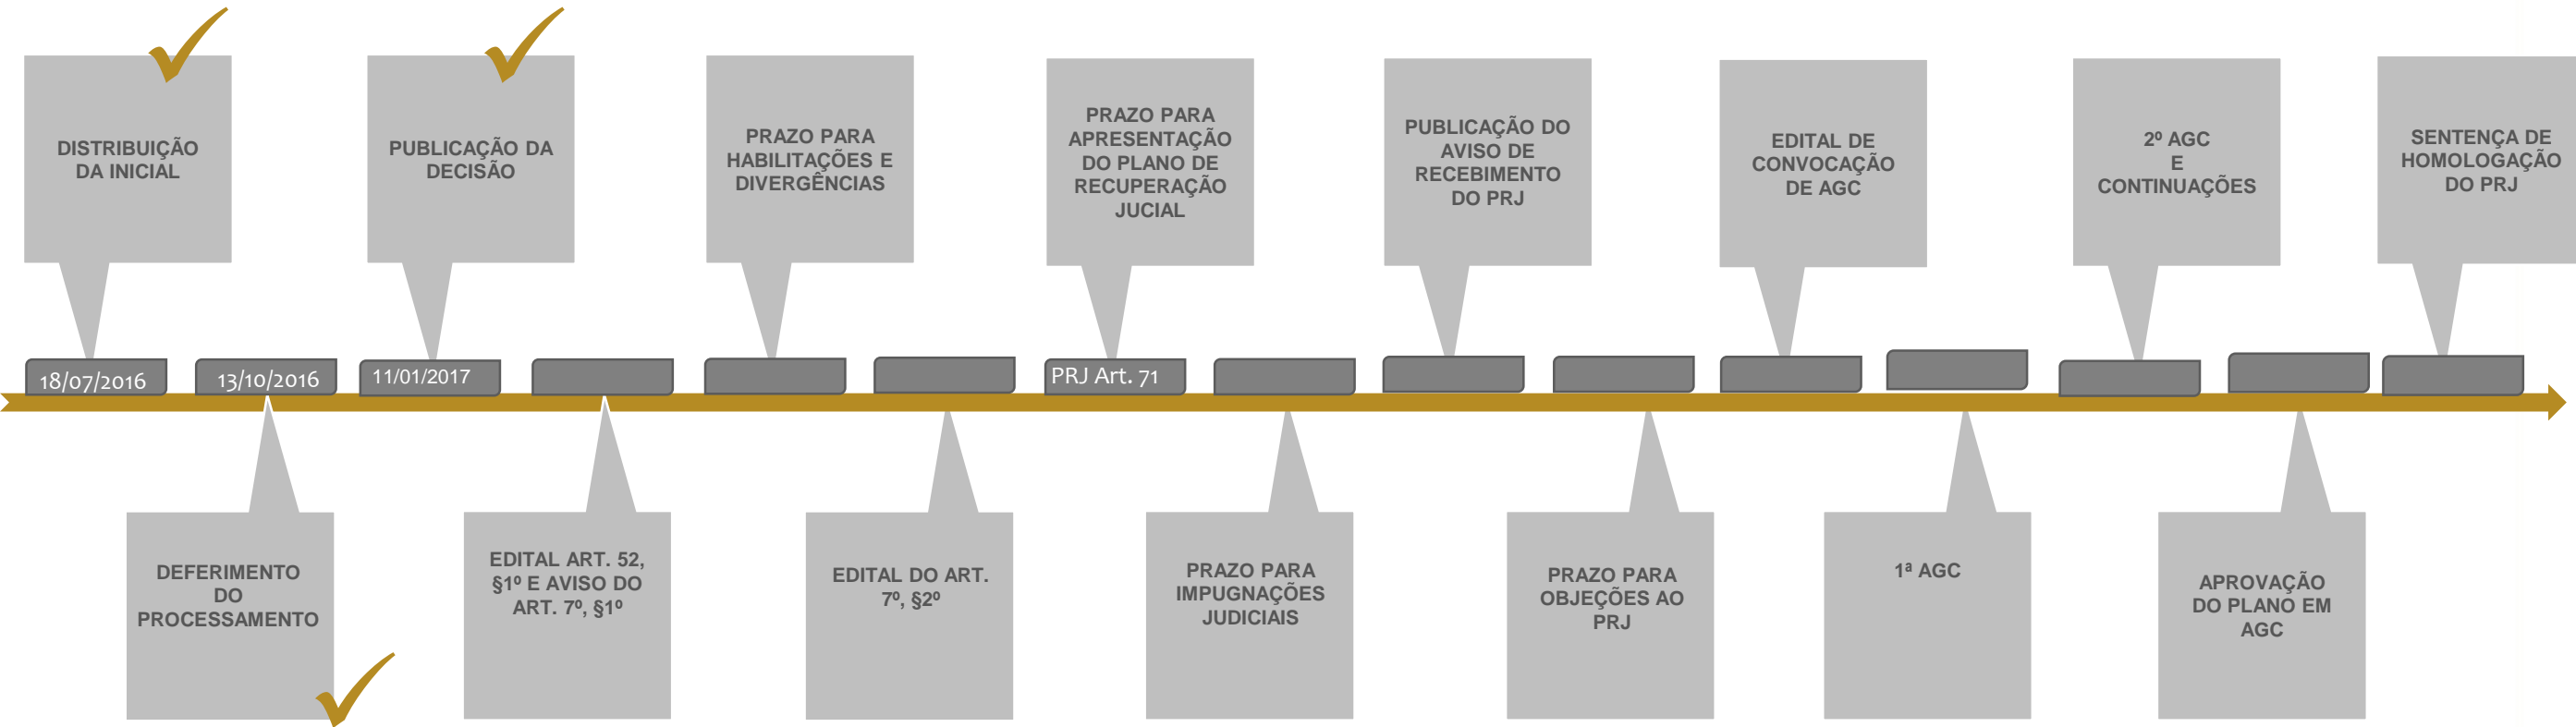 DISTRIBUIÇÃO
DA INICIAL
PUBLICAÇÃO DA
DECISÃO
PRAZO PARA
HABILITAÇÕES E
DIVERGÊNCIAS
PRAZO PARA
APRESENTAÇÃO
DO PLANO DE
RECUPERAÇÃO
JUCIAL
PUBLICAÇÃO DO
AVISO DE
RECEBIMENTO
DO PRJ
EDITAL DE
CONVOCAÇÃO
DE AGC
2º AGC
E
CONTINUAÇÕES
SENTENÇA DE
HOMOLOGAÇÃO
DO PRJ
18/07/2016
13/10/2016
11/01/2017
PRJ Art. 71
DEFERIMENTO
DO
PROCESSAMENTO
EDITAL ART. 52,
§1º E AVISO DO
ART. 7º, §1º
EDITAL DO ART.
7º, §2º
PRAZO PARA
IMPUGNAÇÕES
JUDICIAIS
PRAZO PARA
OBJEÇÕES AO
PRJ
1ª AGC
APROVAÇÃO
DO PLANO EM
AGC